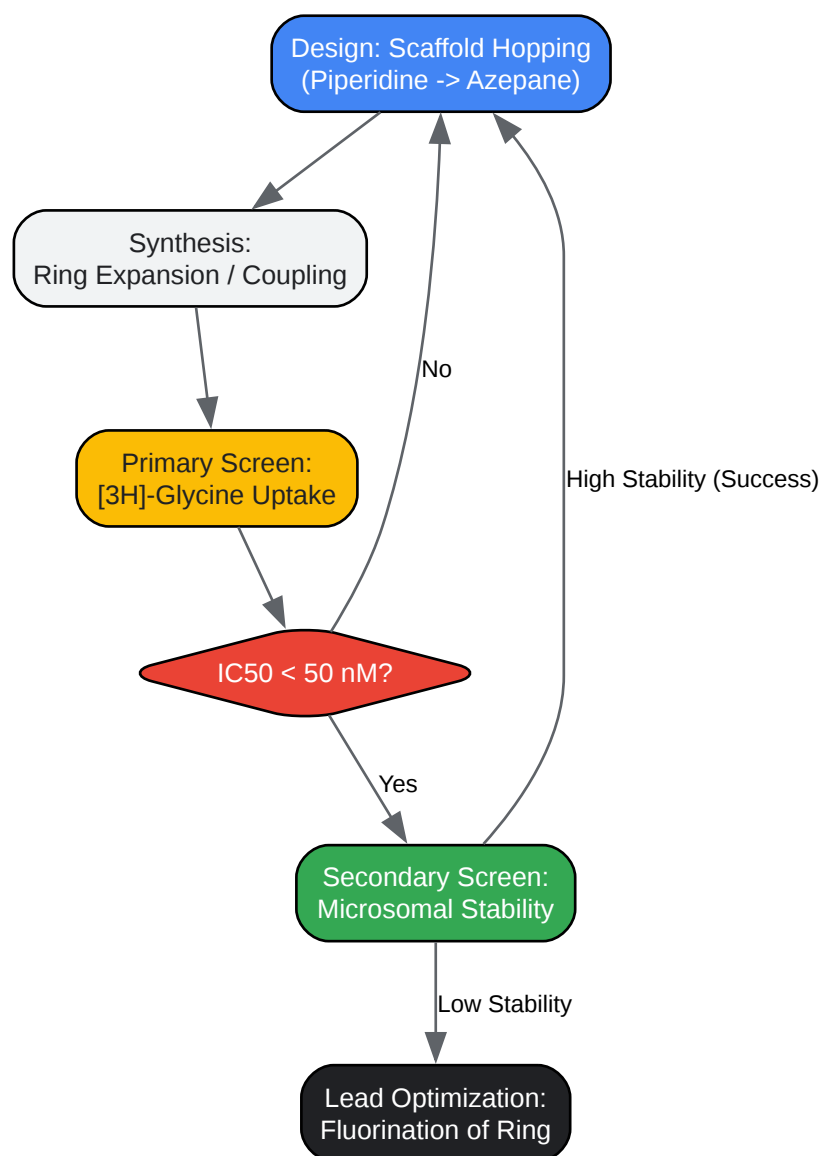 Design: Scaffold Hopping
(Piperidine -> Azepane)
Synthesis:
Ring Expansion / Coupling
No
Primary Screen:
[3H]-Glycine Uptake
High Stability (Success)
IC50 < 50 nM?
Yes
Secondary Screen:
Microsomal Stability
Low Stability
Lead Optimization:
Fluorination of Ring